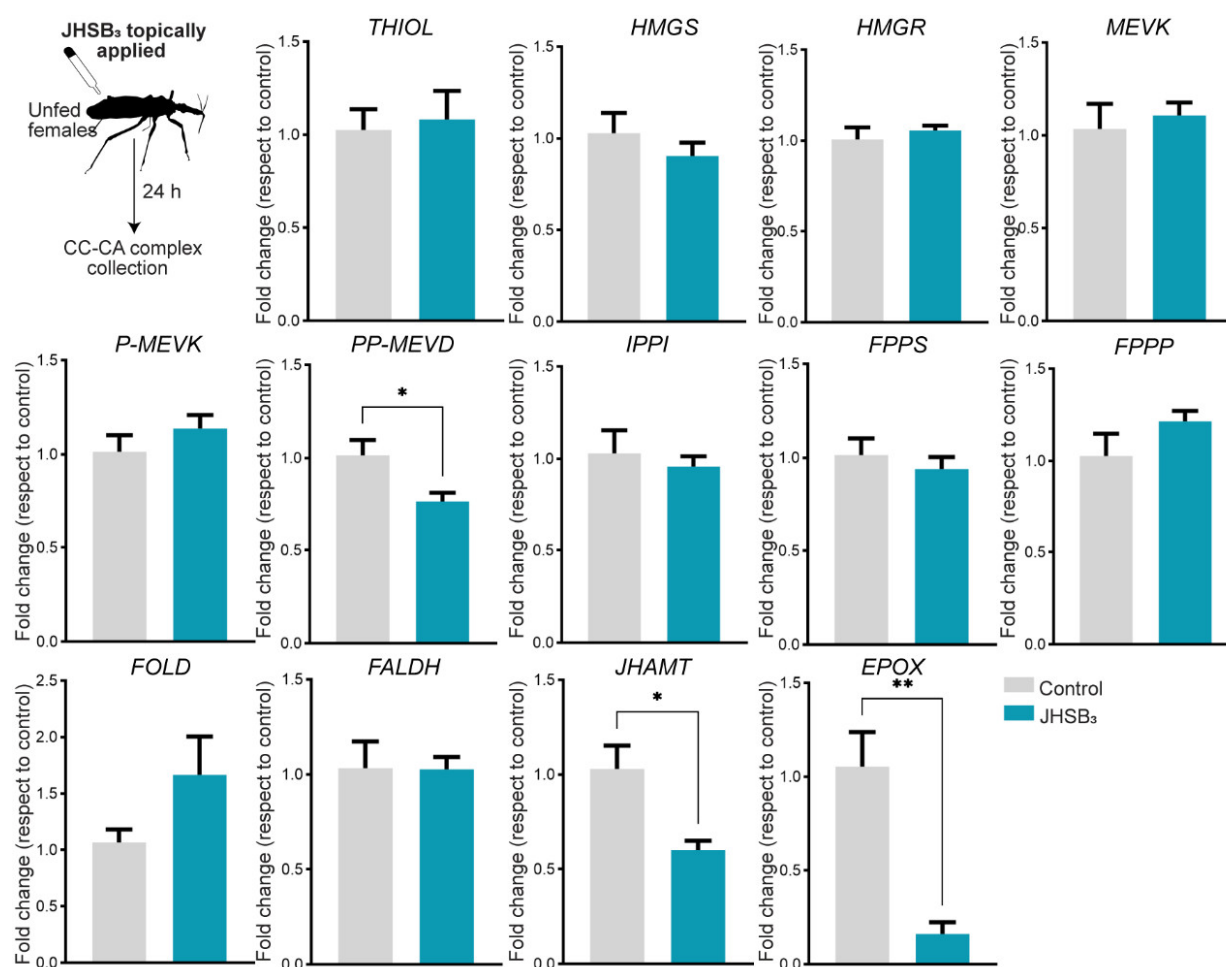 JHSB₃ topically
applied
Unfed
females
24 h
CC-CA complex
collection
THIOL
Fold change (respect to control)
1.5
1.0
0.5
0.0
HMGS
Fold change (respect to control)
1.5
1.0
0.5
0.0
HMGR
Fold change (respect to control)
1.5
1.0
0.5
0.0
MEVK
Fold change (respect to control)
1.5
1.0
0.5
0.0
P-MEVK
Fold change (respect to control)
1.5
1.0
0.5
0.0
PP-MEVD
Fold change (respect to control)
1.5
1.0
0.5
0.0
*
IPPI
Fold change (respect to control)
1.5
1.0
0.5
0.0
FPPS
Fold change (respect to control)
1.5
1.0
0.5
0.0
FPPP
Fold change (respect to control)
1.5
1.0
0.5
0.0
FOLD
Fold change (respect to control)
2.5
2.0
1.5
1.0
0.5
0.0
FALDH
Fold change (respect to control)
1.5
1.0
0.5
0.0
JHAMT
Fold change (respect to control)
1.5
1.0
0.5
0.0
*
EPOX
Fold change (respect to control)
1.5
1.0
0.5
0.0
**
Control
JHSB₃